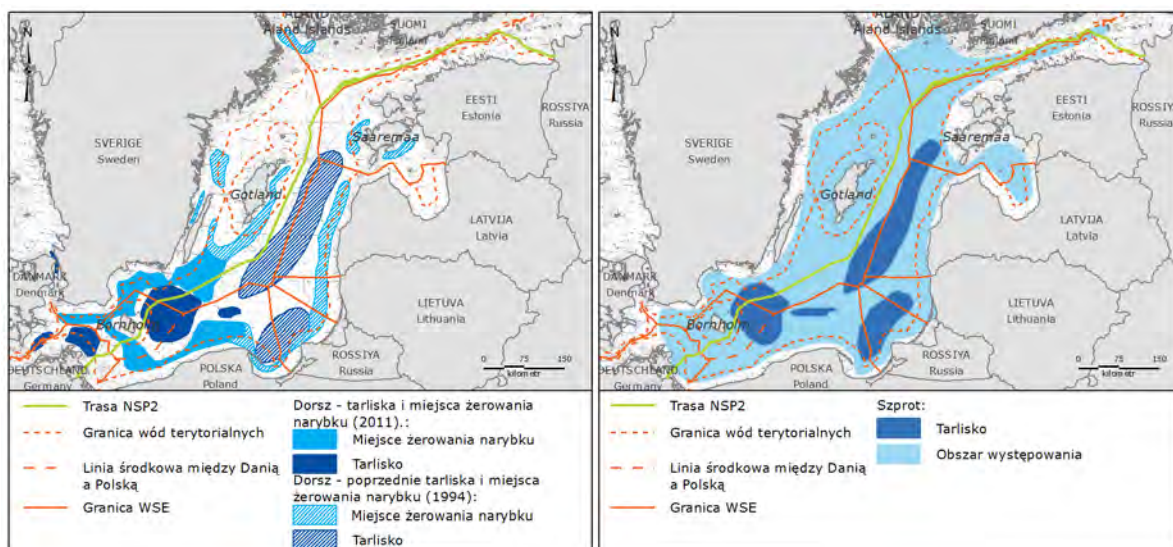 ÅLAND
Åland Islands
SUOMI
Finland
N
S
EESTI
Estonia
ROSSIYA
Russia
SVERIGE
Sweden
Saaremaa
Gotland
LATVIJA
Latvia
DANMARK
Denmark
Bornholm
LIETUVA
Lithuania
ROSSIYA
Russia
POLSKA
Poland
DEUTSCHLAND
Germany
0 75 150
kilometr
Trasa NSP2
Granica wód terytorialnych
Linia środkowa między Danią
a Polską
Granica WSE
Dorsz - tarliska i miejsca żerowania
narybku (2011).:
Miejsce żerowania narybku
Tarlisko
Dorsz - poprzednie tarliska i miejsca
żerowania narybku (1994):
Miejsce żerowania narybku
Tarlisko
ÅLAND
Åland Islands
SUOMI
Finland
N
S
EESTI
Estonia
ROSSIYA
Russia
SVERIGE
Sweden
Saaremaa
Gotland
LATVIJA
Latvia
DANMARK
Denmark
Bornholm
LIETUVA
Lithuania
ROSSIYA
Russia
POLSKA
Poland
DEUTSCHLAND
Germany
0 75 150
kilometr
Trasa NSP2
Granica wód terytorialnych
Linia środkowa między Danią
a Polską
Granica WSE
Szprot:
Tarlisko
Obszar występowania